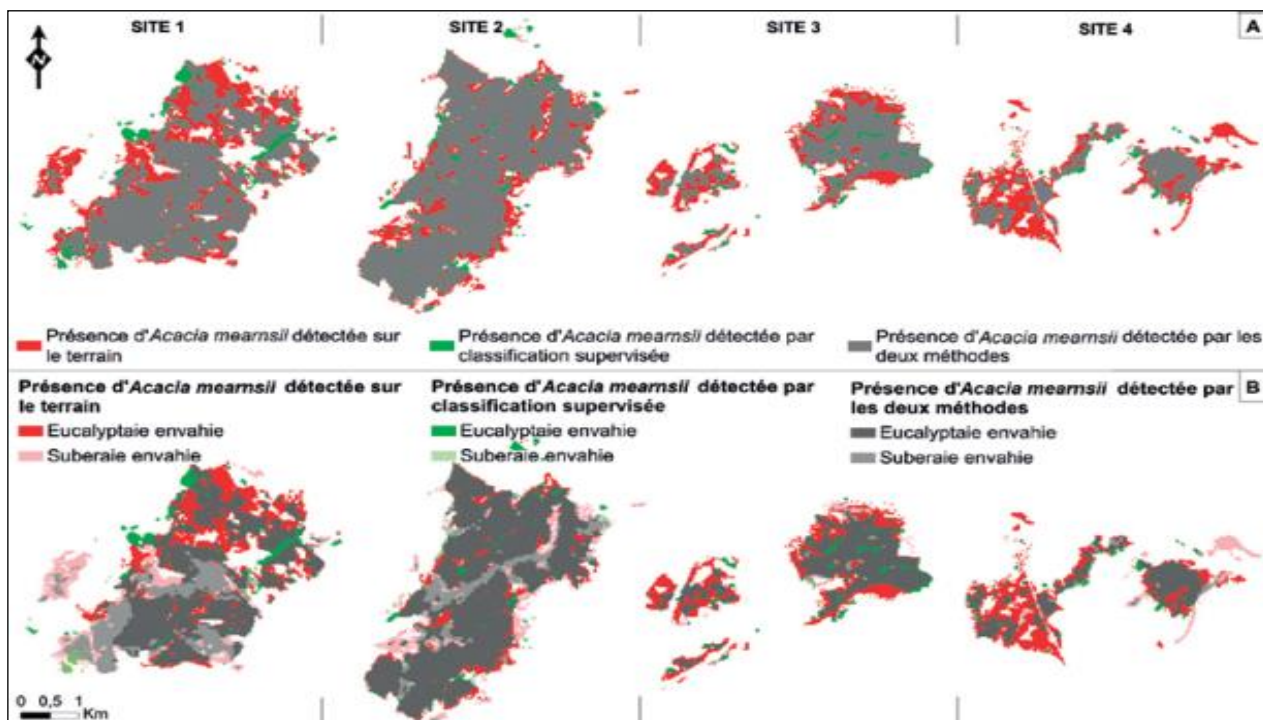 SITE 1 SITE 2 SITE 3 SITE 4 A
N
Présence d'Acacia mearnsii détectée sur
le terrain
Présence d'Acacia mearnsii détectée par
classification supervisée
Présence d'Acacia mearnsii détectée par les
deux méthodes
Présence d'Acacia mearnsii détectée sur
le terrain
Eucalyptaie envahie
Suberaie envahie
Présence d'Acacia mearnsii détectée par
classification supervisée
Eucalyptaie envahie
Suberaie envahie
Présence d'Acacia mearnsii détectée par
les deux méthodes
Eucalyptaie envahie
Suberaie envahie
B
0 0,5 1
Km